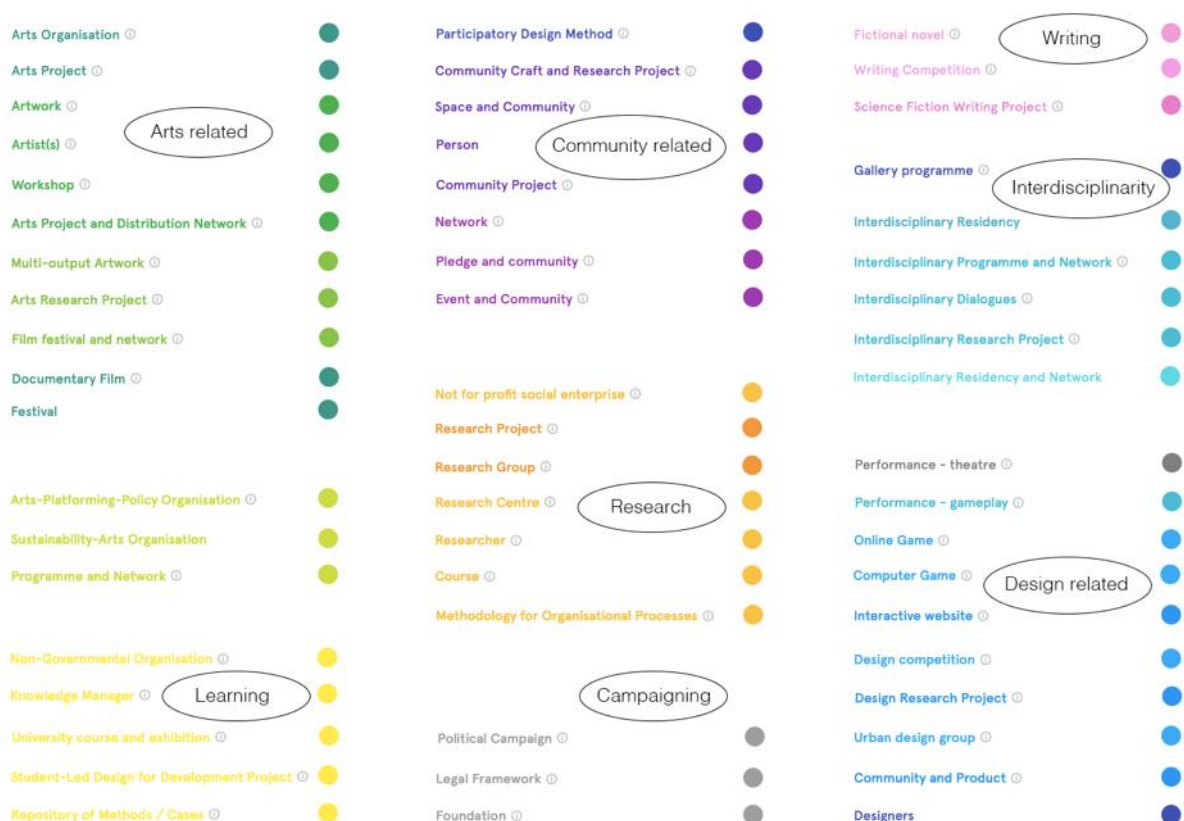 Arts Organisation
Arts Project
Artwork
Arts related
Artist(s)
Workshop
Arts Project and Distribution Network
Multi-output Artwork
Arts Research Project
Film festival and network
Documentary Film
Festival
Arts-Platforming-Policy Organisation
Sustainability-Arts Organisation
Programme and Network
Non-Governmental Organisation
Knowledge Manager
Learning
University course and exhibition
Student-Led Design for Development Project
Repository of Methods / Cases
Participatory Design Method
Community Craft and Research Project
Space and Community
Person
Community related
Community Project
Network
Pledge and community
Event and Community
Not for profit social enterprise
Research Project
Research Group
Research Centre
Research
Researcher
Course
Methodology for Organisational Processes
Campaigning
Political Campaign
Legal Framework
Foundation
Fictional novel
Writing
Writing Competition
Science Fiction Writing Project
Gallery programme
Interdisciplinarity
Interdisciplinary Residency
Interdisciplinary Programme and Network
Interdisciplinary Dialogues
Interdisciplinary Research Project
Interdisciplinary Residency and Network
Performance - theatre
Performance - gameplay
Online Game
Computer Game
Design related
Interactive website
Design competition
Design Research Project
Urban design group
Community and Product
Designers